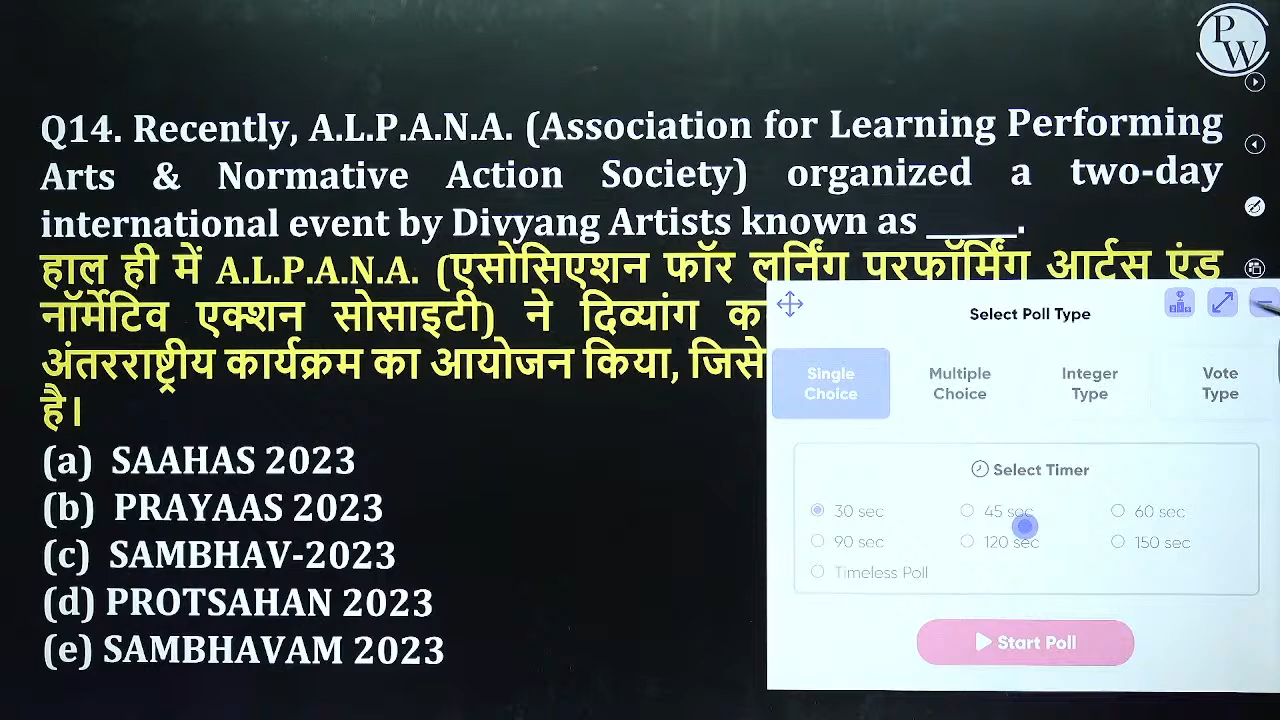 PW
Q14. Recently, A.L.P.A.N.A. (Association for Learning Performing
Arts & Normative Action Society) organized a two-day
international event by Divyang Artists known as _____.
हाल ही में A.L.P.A.N.A. (एसोसिएशन फॉर लर्निंग परफॉर्मिंग आर्टस एंड
नॉर्मेटिव एक्शन सोसाइटी) ने दिव्यांग क
अंतरराष्ट्रीय कार्यक्रम का आयोजन किया, जिसे
है।
(a) SAAHAS 2023
(b) PRAYAAS 2023
(c) SAMBHAV-2023
(d) PROTSAHAN 2023
(e) SAMBHAVAM 2023
Select Poll Type
Single Choice
Multiple Choice
Integer Type
Vote Type
Select Timer
30 sec
45 sec
60 sec
90 sec
120 sec
150 sec
Timeless Poll
Start Poll